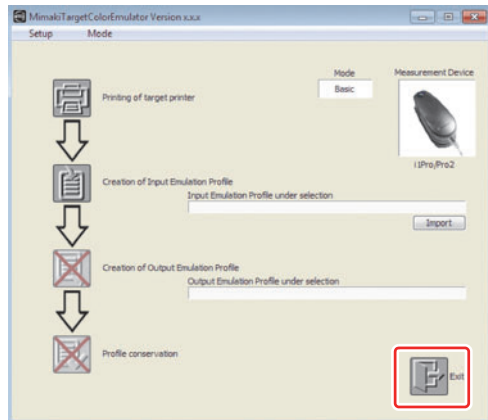 MimakiTargetColorEmulator Version x.x.x
Setup Mode
Mode
Measurement Device
Basic
Printing of target printer
i1Pro/Pro2
Creation of Input Emulation Profile
Input Emulation Profile under selection
Import
Creation of Output Emulation Profile
Output Emulation Profile under selection
Profile conservation
Exit